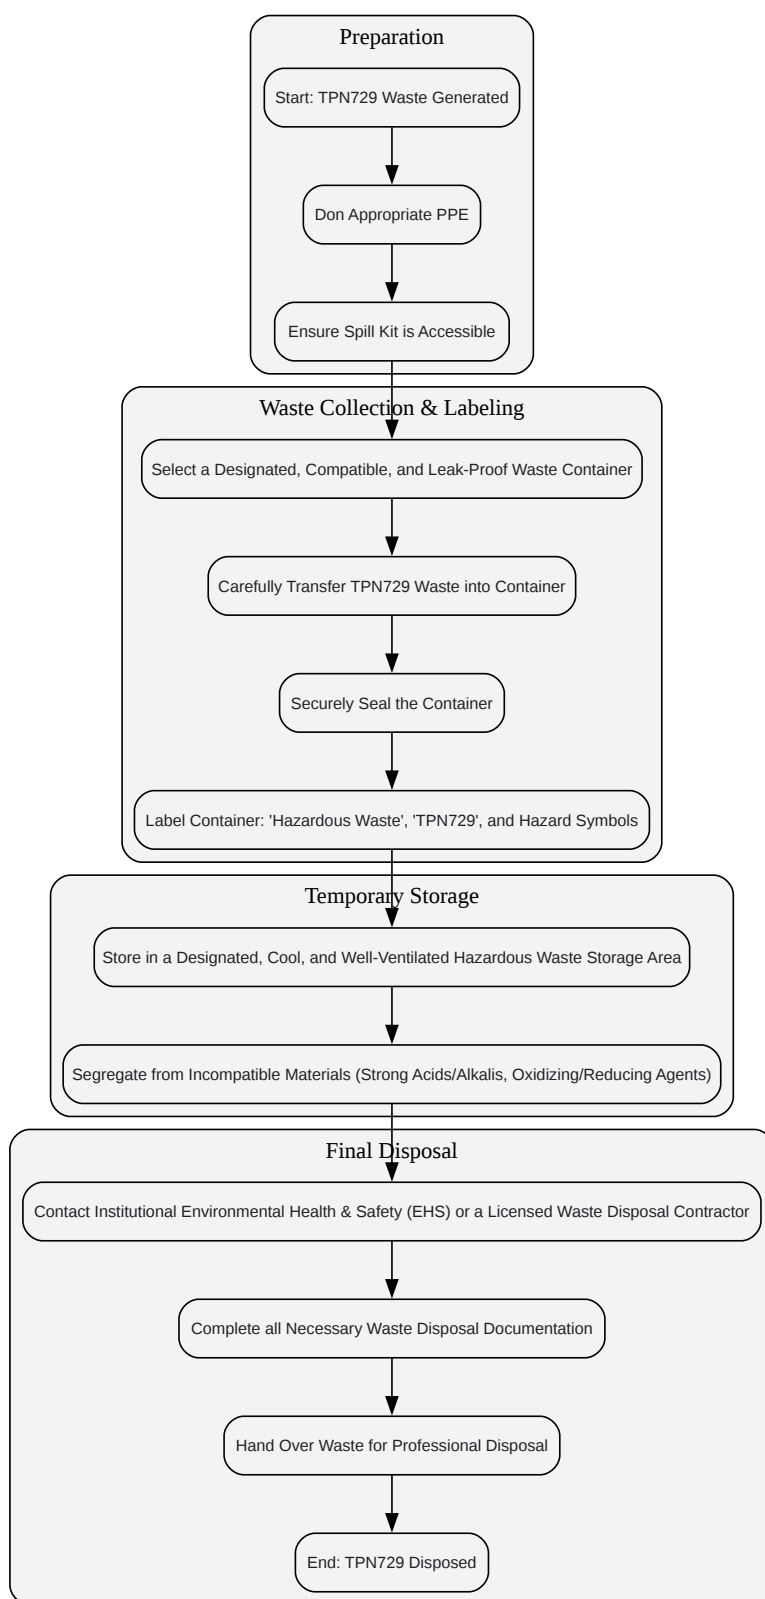 Preparation
Start: TPN729 Waste Generated
Don Appropriate PPE
Ensure Spill Kit is Accessible
Waste Collection & Labeling
Select a Designated, Compatible, and Leak-Proof Waste Container
Carefully Transfer TPN729 Waste into Container
Securely Seal the Container
Label Container: 'Hazardous Waste', 'TPN729', and Hazard Symbols
Temporary Storage
Store in a Designated, Cool, and Well-Ventilated Hazardous Waste Storage Area
Segregate from Incompatible Materials (Strong Acids/Alkalis, Oxidizing/Reducing Agents)
Final Disposal
Contact Institutional Environmental Health & Safety (EHS) or a Licensed Waste Disposal Contractor
Complete all Necessary Waste Disposal Documentation
Hand Over Waste for Professional Disposal
End: TPN729 Disposed